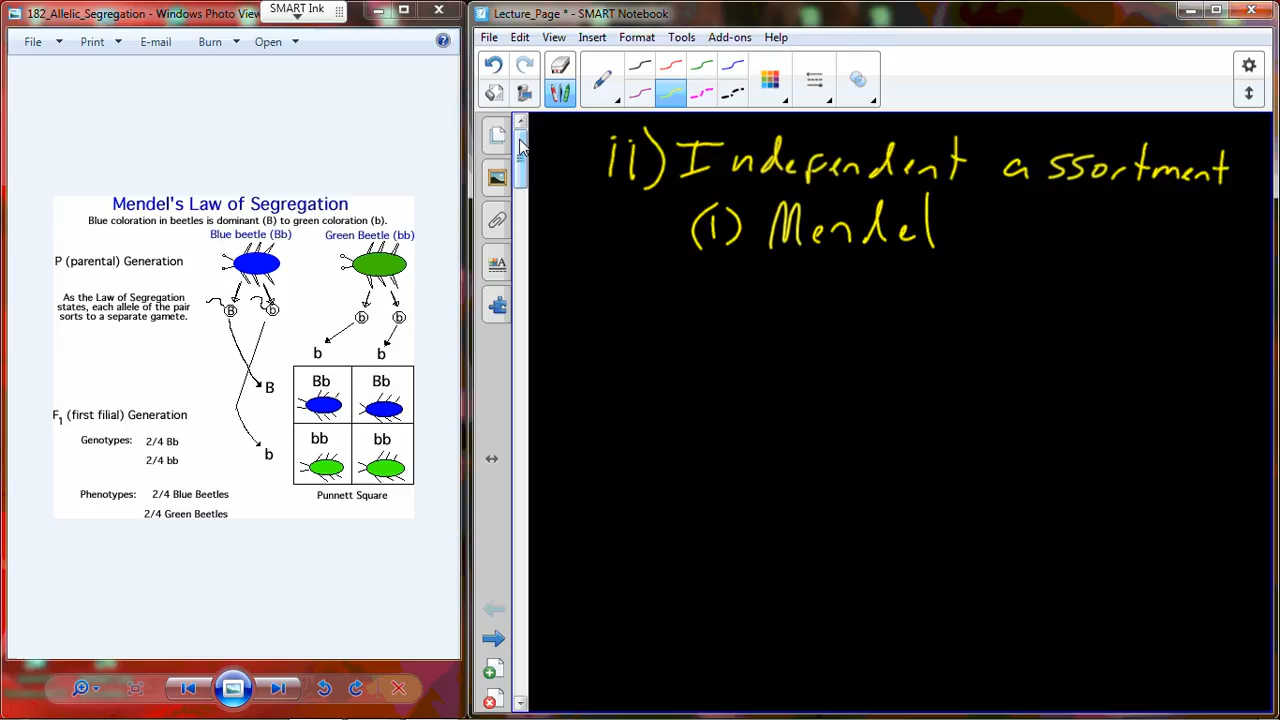 182_Allelic_Segregation - Windows Photo View
SMART Ink
File Print E-mail Burn Open
Mendel's Law of Segregation
Blue coloration in beetles is dominant (B) to green coloration (b).
Blue beetle (Bb) Green Beetle (bb)
P (parental) Generation
As the Law of Segregation
states, each allele of the pair
sorts to a separate gamete.
B b b b
b b
B
Bb Bb
F1 (first filial) Generation
Genotypes: 2/4 Bb
2/4 bb
b
bb bb
Phenotypes: 2/4 Blue Beetles
2/4 Green Beetles
Punnett Square
Lecture_Page * - SMART Notebook
File Edit View Insert Format Tools Add-ons Help
ii) Independent assortment
(1) Mendel